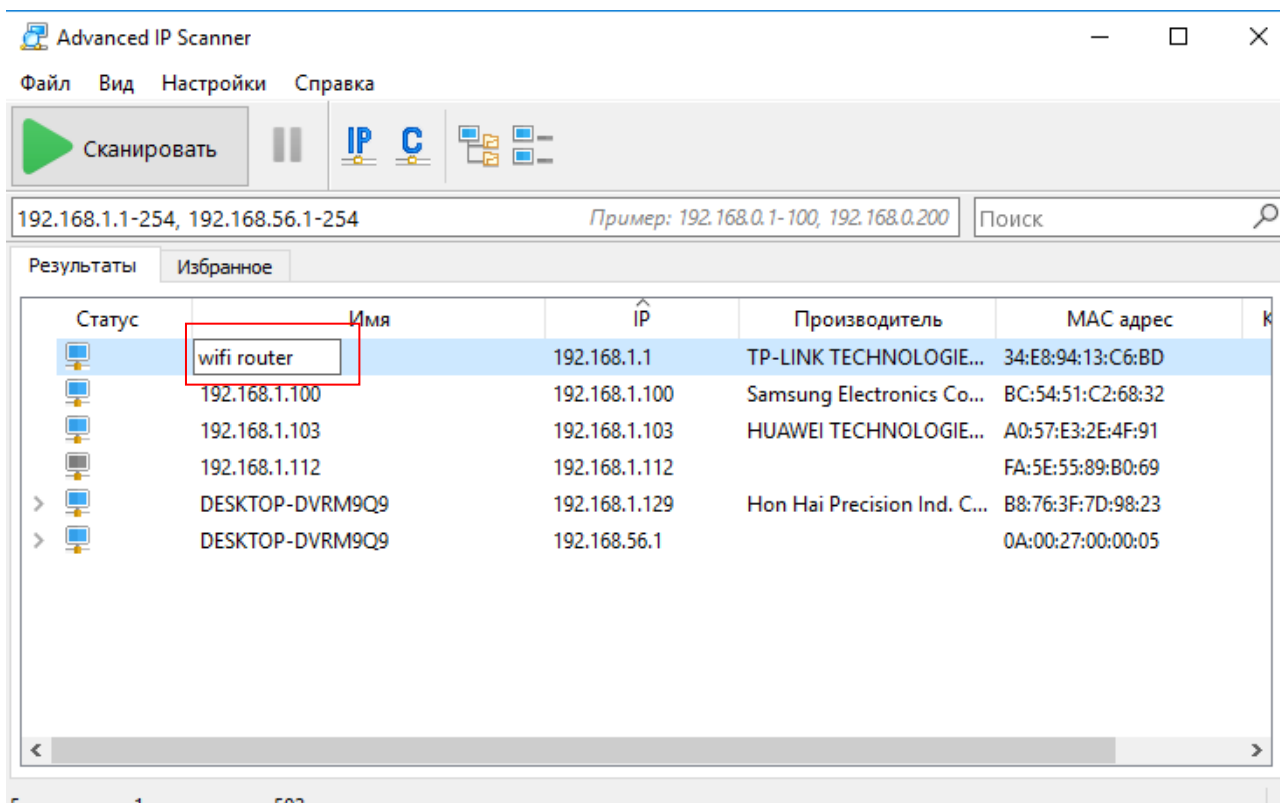 Advanced IP Scanner
Файл Вид Настройки Справка
Сканировать IP C
192.168.1.1-254, 192.168.56.1-254 Пример: 192.168.0.1-100, 192.168.0.200 Поиск
Результаты Избранное
Статус Имя IP Производитель MAC адрес
wifi router 192.168.1.1 TP-LINK TECHNOLOGIE... 34:E8:94:13:C6:BD
192.168.1.100 192.168.1.100 Samsung Electronics Co... BC:54:51:C2:68:32
192.168.1.103 192.168.1.103 HUAWEI TECHNOLOGIE... A0:57:E3:2E:4F:91
192.168.1.112 192.168.1.112 FA:5E:55:89:B0:69
DESKTOP-DVRM9Q9 192.168.1.129 Hon Hai Precision Ind. C... B8:76:3F:7D:98:23
DESKTOP-DVRM9Q9 192.168.56.1 0A:00:27:00:00:05